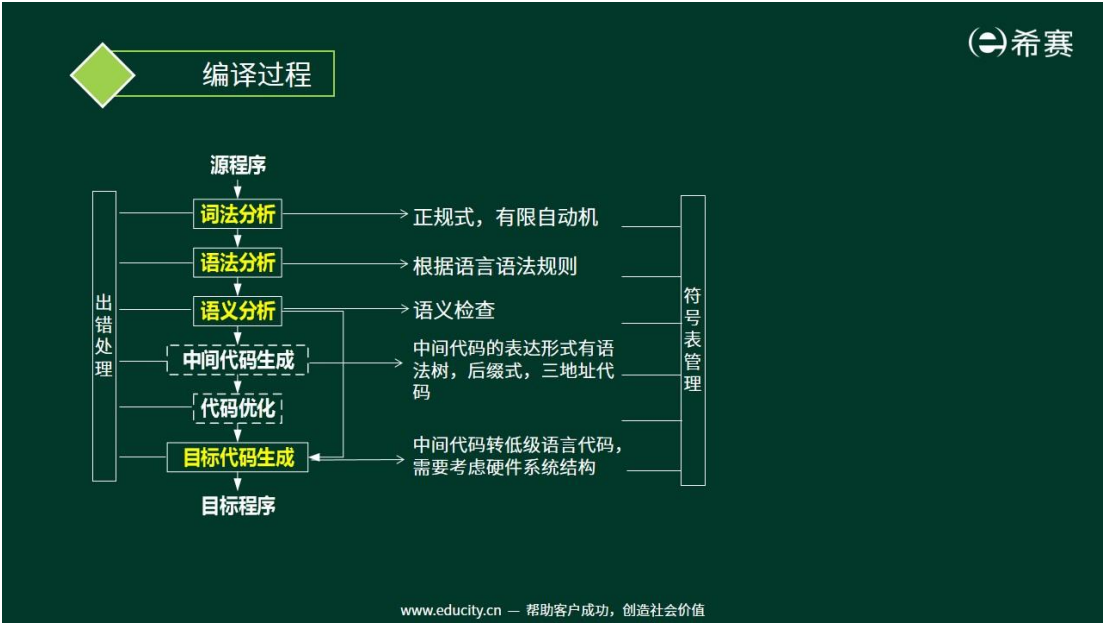 希赛
编译过程
源程序
词法分析
正规式，有限自动机
语法分析
根据语言语法规则
语义分析
语义检查
中间代码生成
中间代码的表达形式有语
法树，后缀式，三地址代
码
代码优化
目标代码生成
中间代码转低级语言代码，
需要考虑硬件系统结构
目标程序
出错处理
符号表管理
www.educity.cn — 帮助客户成功，创造社会价值